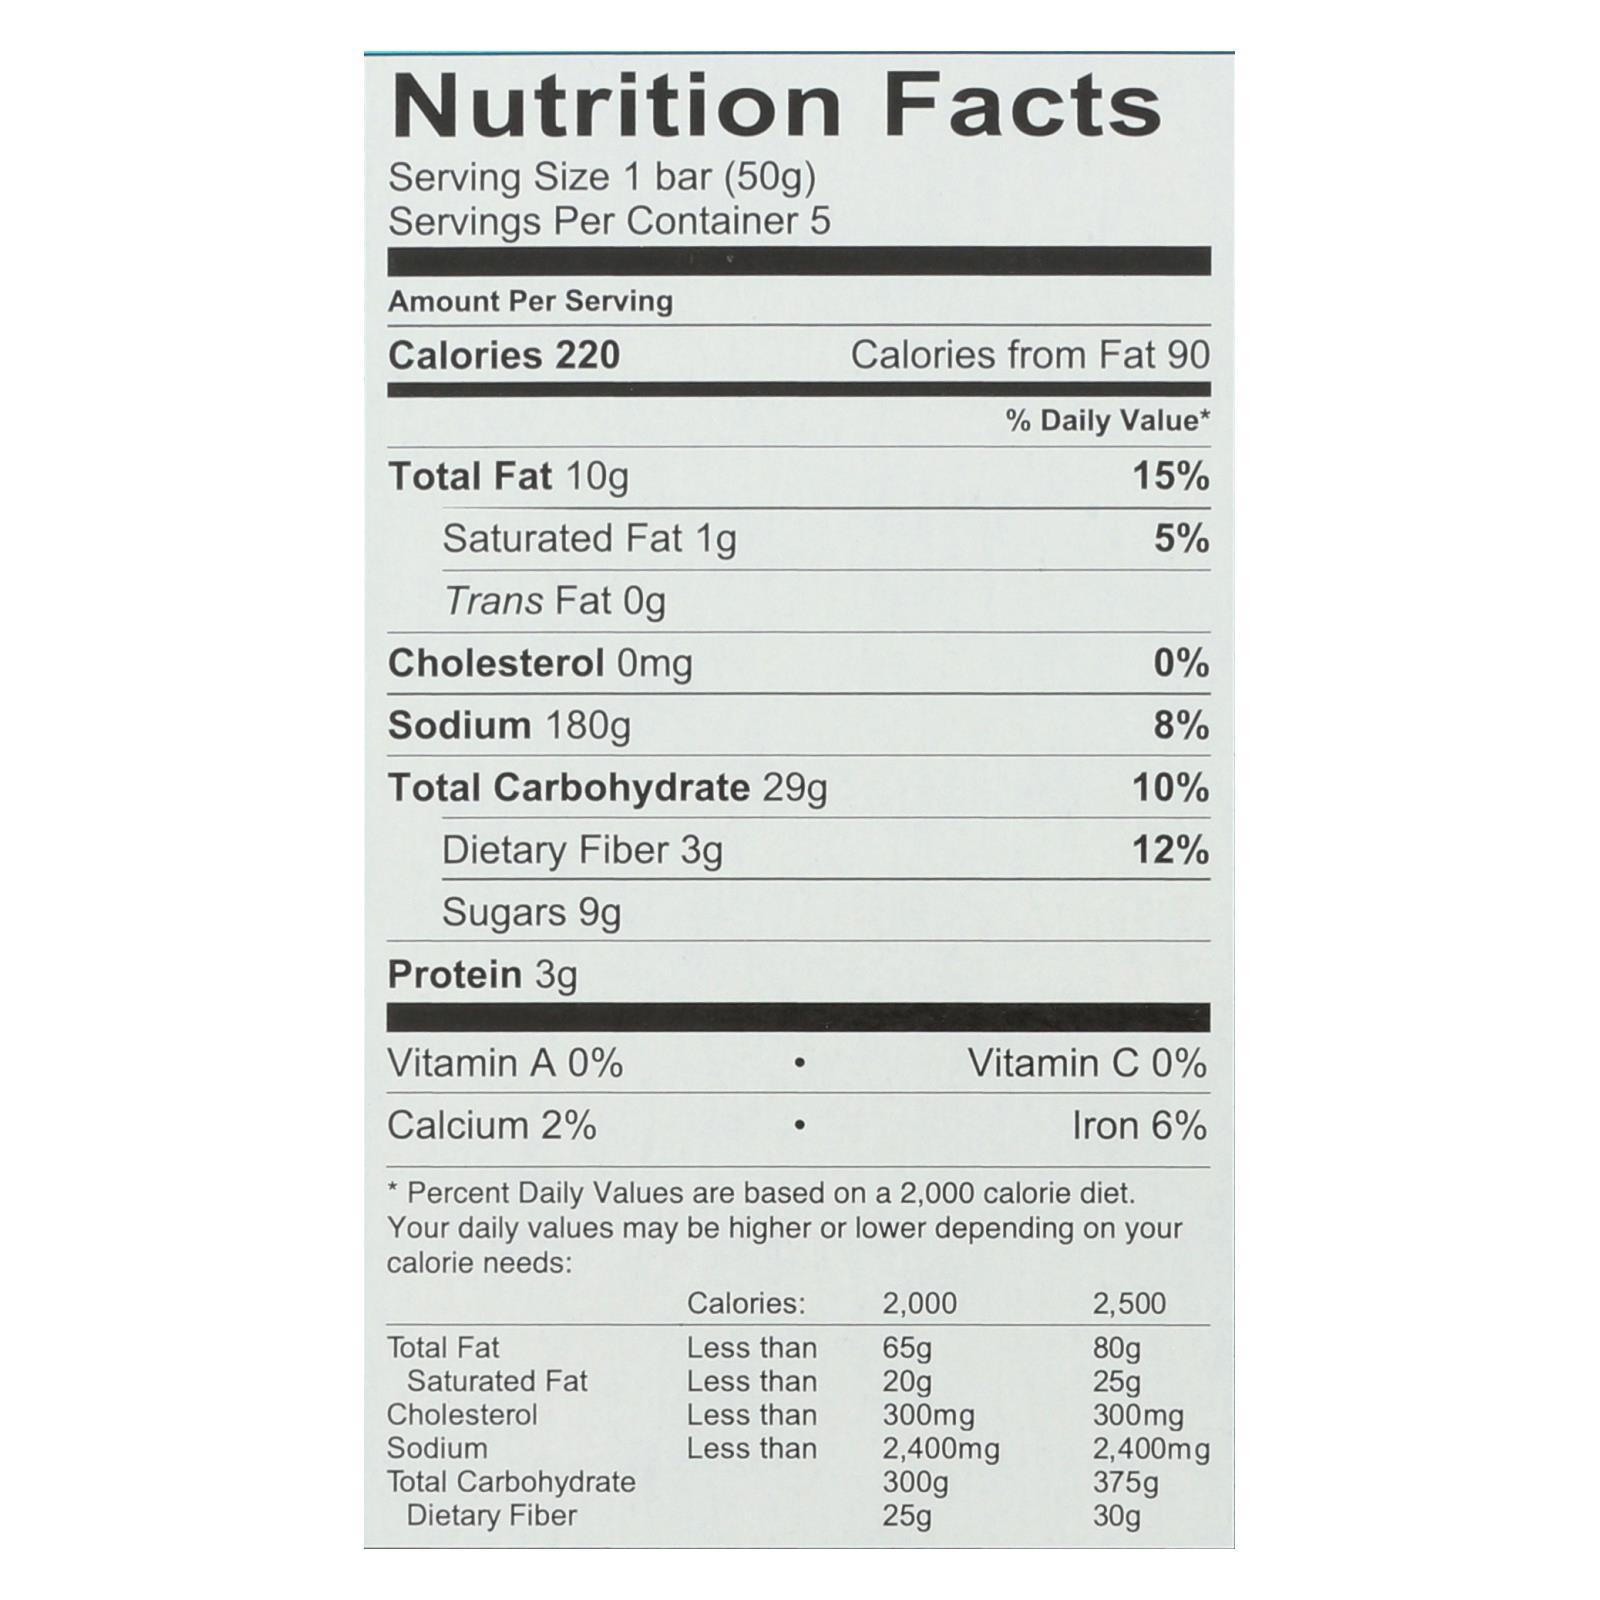 Nutrition Facts
Serving Size 1 bar (50g)
Servings Per Container 5
Amount Per Serving
Calories 220 Calories from Fat 90
% Daily Value*
Total Fat 10g 15%
Saturated Fat 1g 5%
Trans Fat 0g
Cholesterol 0mg 0%
Sodium 180g 8%
Total Carbohydrate 29g 10%
Dietary Fiber 3g 12%
Sugars 9g
Protein 3g
Vitamin A 0% • Vitamin C 0%
Calcium 2% • Iron 6%
* Percent Daily Values are based on a 2,000 calorie diet.
Your daily values may be higher or lower depending on your
calorie needs:
Calories: 2,000 2,500
Total Fat Less than 65g 80g
Saturated Fat Less than 20g 25g
Cholesterol Less than 300mg 300mg
Sodium Less than 2,400mg 2,400mg
Total Carbohydrate 300g 375g
Dietary Fiber 25g 30g